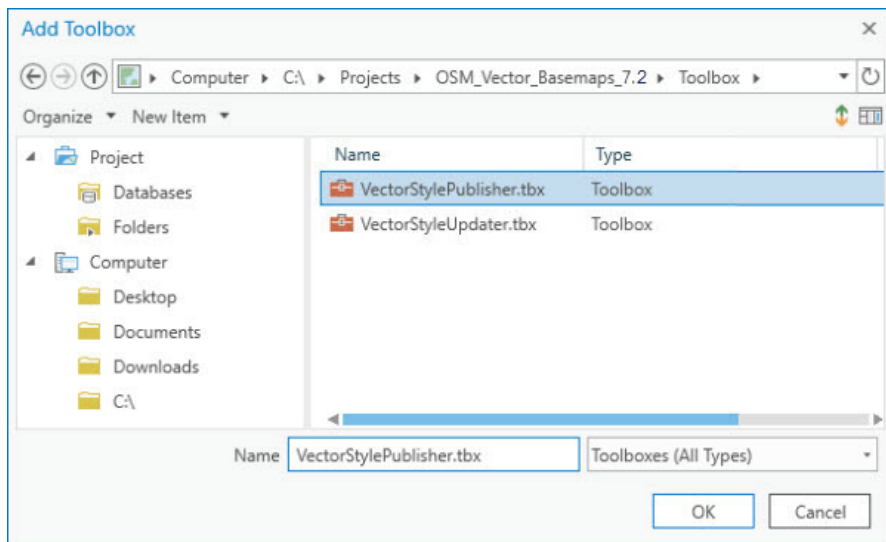 Add Toolbox
Computer C:\ Projects OSM_Vector_Basemaps_7.2 Toolbox
Organize New Item
Project
Databases
Folders
Computer
Desktop
Documents
Downloads
C:\
Name Type
VectorStylePublisher.tbx Toolbox
VectorStyleUpdater.tbx Toolbox
Name VectorStylePublisher.tbx Toolboxes (All Types)
OK Cancel